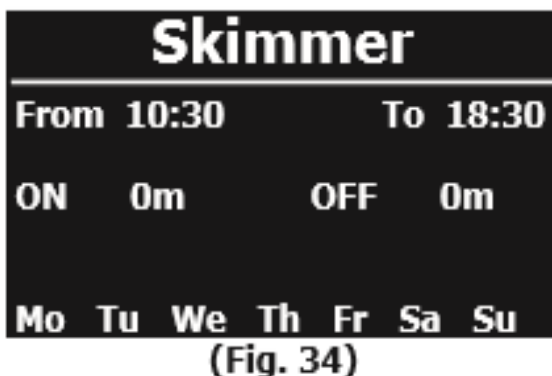 Skimmer
From 10:30 To 18:30
ON 0m OFF 0m
Mo Tu We Th Fr Sa Su
(Fig. 34)